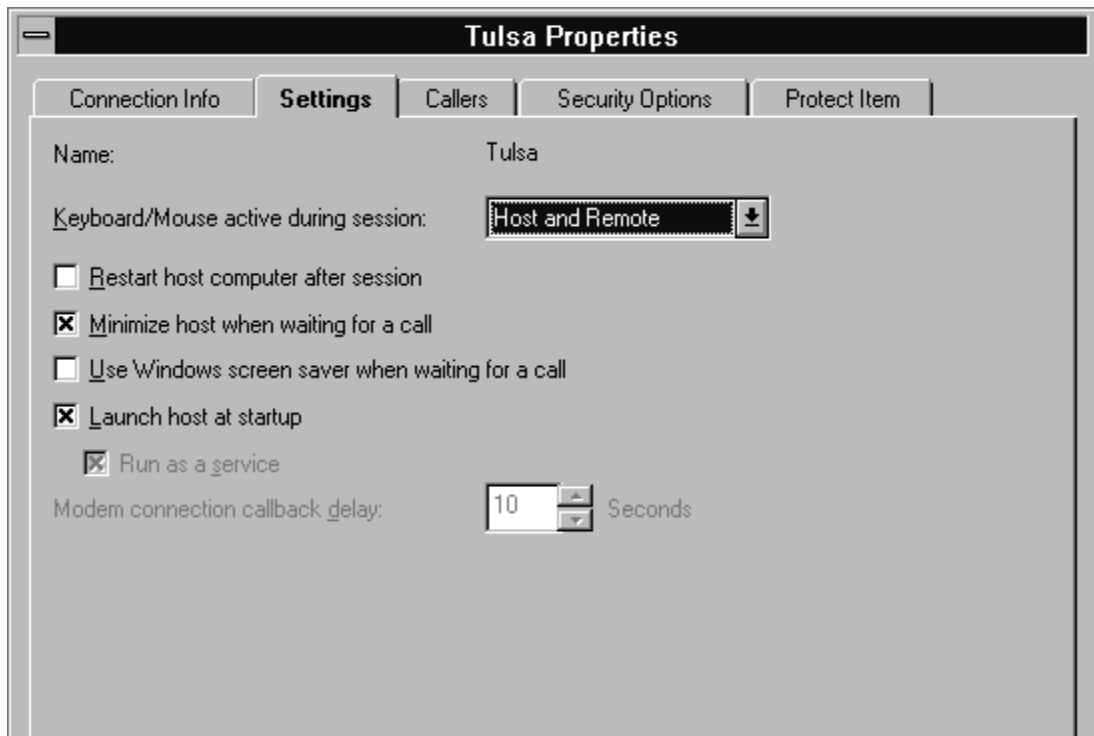 Tulsa Properties
Connection Info Settings Callers Security Options Protect Item
Name: Tulsa
Keyboard/Mouse active during session: Host and Remote
Restart host computer after session
Minimize host when waiting for a call
Use Windows screen saver when waiting for a call
Launch host at startup
Run as a service
Modem connection callback delay: 10 Seconds